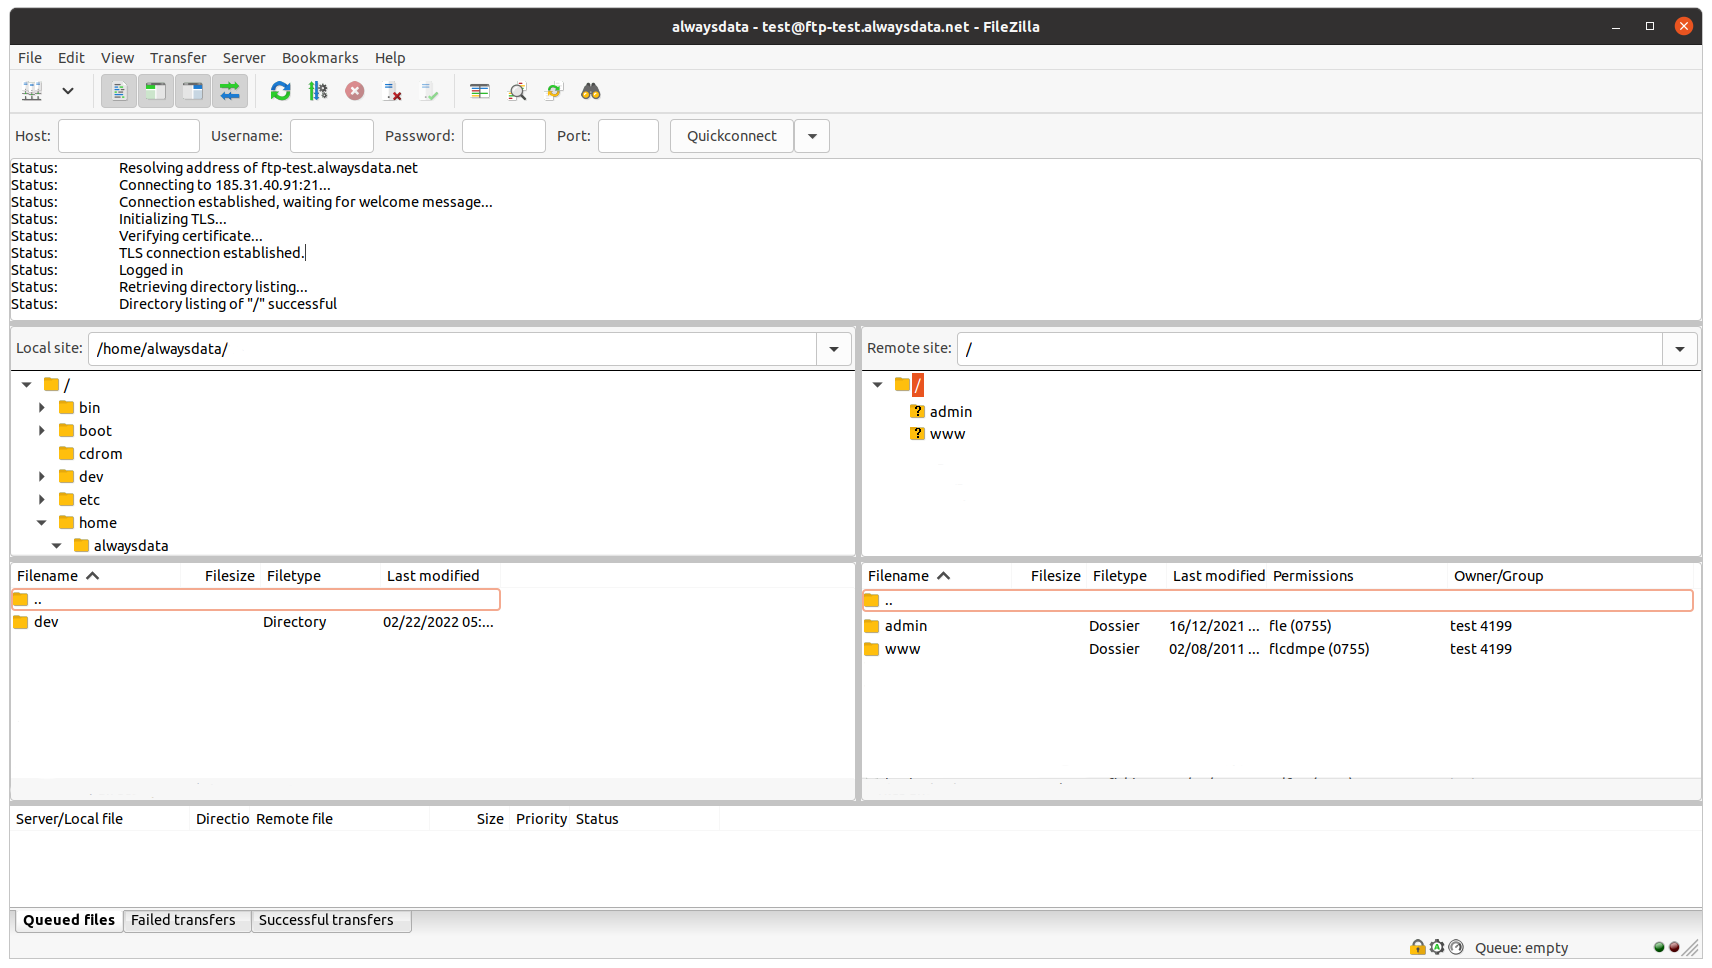 alwaysdata - test@ftp-test.alwaysdata.net - FileZilla
File Edit View Transfer Server Bookmarks Help
Host: Username: Password: Port: Quickconnect
Status: Resolving address of ftp-test.alwaysdata.net
Status: Connecting to 185.31.40.91:21...
Status: Connection established, waiting for welcome message...
Status: Initializing TLS...
Status: Verifying certificate...
Status: TLS connection established.
Status: Logged in
Status: Retrieving directory listing...
Status: Directory listing of "/" successful
Local site: /home/alwaysdata/
/
bin
boot
cdrom
dev
etc
home
alwaysdata
Remote site: /
/
? admin
? www
Filename Filesize Filetype Last modified
..
dev Directory 02/22/2022 05:...
Filename Filesize Filetype Last modified Permissions Owner/Group
..
admin Dossier 16/12/2021 ... fle (0755) test 4199
www Dossier 02/08/2011 ... flcdmpe (0755) test 4199
Server/Local file Directio Remote file Size Priority Status
Queued files Failed transfers Successful transfers
Queue: empty